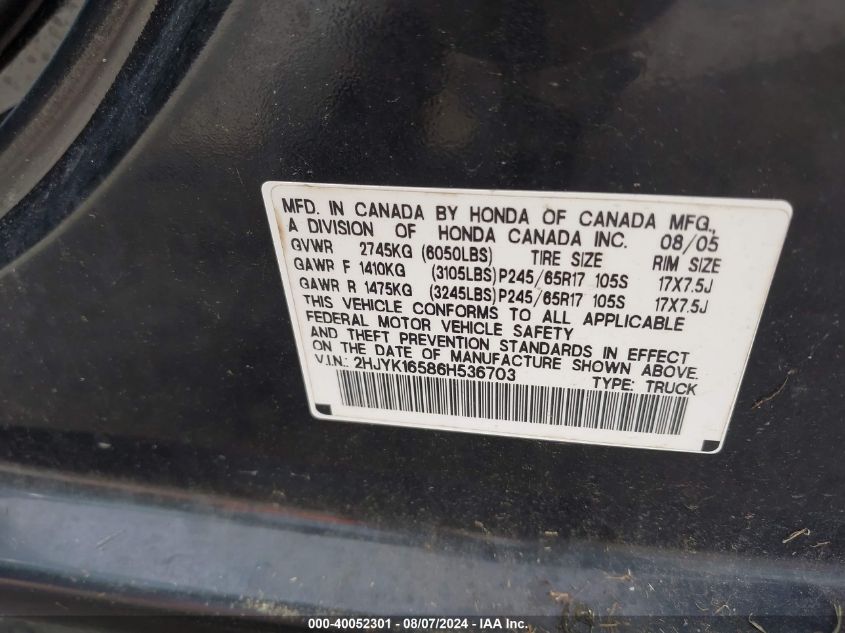 MFD. IN CANADA BY HONDA OF CANADA MFG.,
A DIVISION OF HONDA CANADA INC. 08/05
GVWR 2745KG (6050LBS) TIRE SIZE RIM SIZE
GAWR F 1410KG (3105LBS) P245/65R17 105S 17X7.5J
GAWR R 1475KG (3245LBS) P245/65R17 105S 17X7.5J
THIS VEHICLE CONFORMS TO ALL APPLICABLE
FEDERAL MOTOR VEHICLE SAFETY
AND THEFT PREVENTION STANDARDS IN EFFECT
ON THE DATE OF MANUFACTURE SHOWN ABOVE.
V.I.N.: 2HJYK16586H536703 TYPE: TRUCK
000-40052301 - 08/07/2024 - IAA Inc.